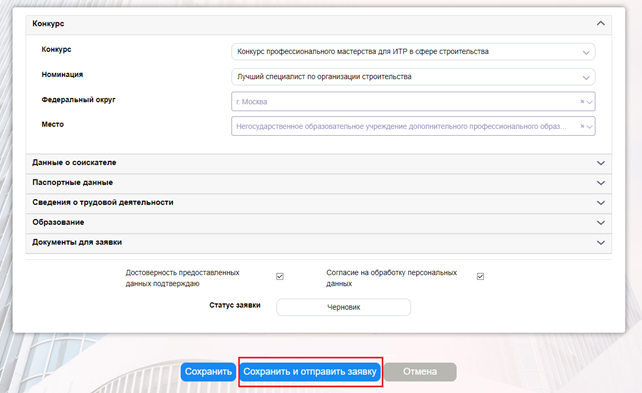 Конкурс
Конкурс
Конкурс профессионального мастерства для ИТР в сфере строительства
Номинация
Лучший специалист по организации строительства
Федеральный округ
г. Москва
Место
Негосударственное образовательное учреждение дополнительного профессионального образ...
Данные о соискателе
Паспортные данные
Сведения о трудовой деятельности
Образование
Документы для заявки
Достоверность предоставленных
данных подтверждаю
Согласие на обработку персональных
данных
Статус заявки
Черновик
Сохранить
Сохранить и отправить заявку
Отмена